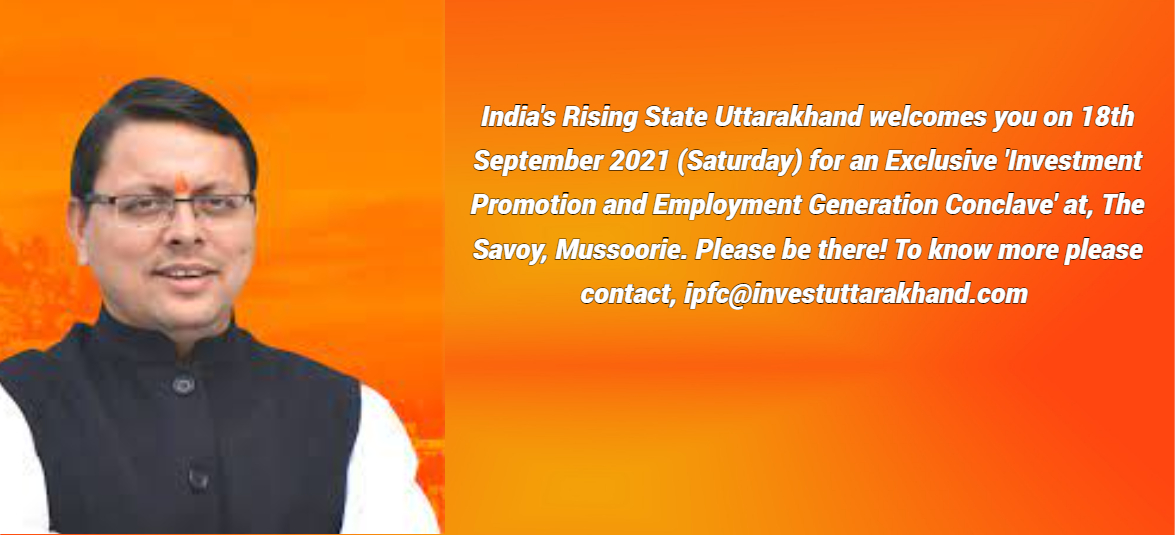 India's Rising State Uttarakhand welcomes you on 18th
September 2021 (Saturday) for an Exclusive 'Investment
Promotion and Employment Generation Conclave' at, The
Savoy, Mussoorie. Please be there! To know more please
contact, ipfc@investuttarakhand.com